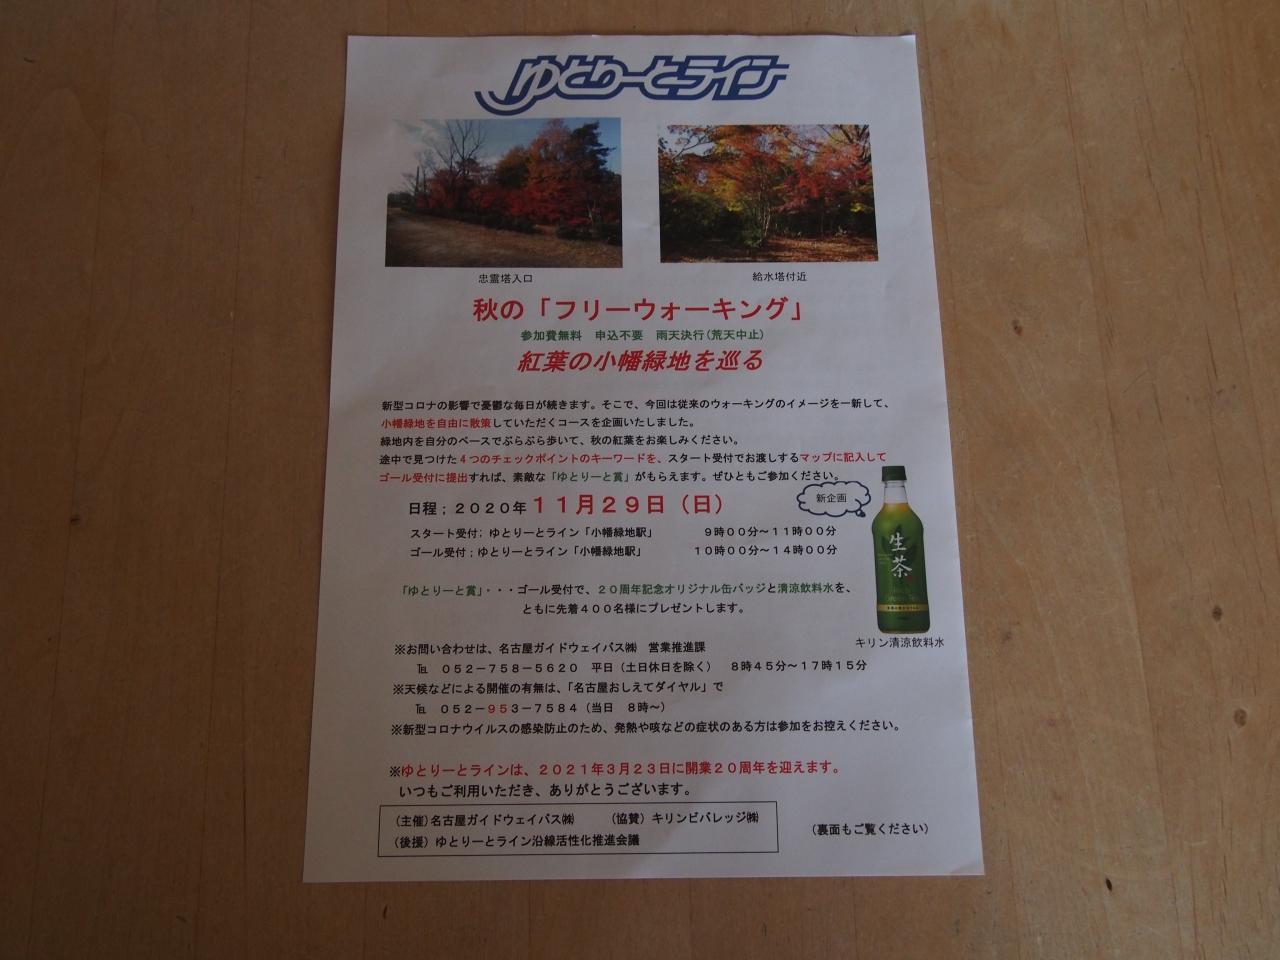 ゆとりーとライン
忠霊塔入口
給水塔付近
秋の「フリーウォーキング」
参加費無料　申込不要　雨天決行(荒天中止)
紅葉の小幡緑地を巡る
新型コロナの影響で憂鬱な毎日が続きます。そこで、今回は従来のウォーキングのイメージを一新して、
小幡緑地を自由に散策していただくコースを企画いたしました。
緑地内を自分のペースでぶらぶら歩いて、秋の紅葉をお楽しみください。
途中で見つけた４つのチェックポイントのキーワードを、スタート受付でお渡しするマップに記入して
ゴール受付に提出すれば、素敵な「ゆとりーと賞」がもらえます。ぜひともご参加ください。
新企画
日程；２０２０年１１月２９日（日）
スタート受付；ゆとりーとライン「小幡緑地駅」　９時００分～１１時００分
ゴール受付；ゆとりーとライン「小幡緑地駅」　１０時００分～１４時００分
生茶
「ゆとりーと賞」・・・ゴール受付で、２０周年記念オリジナル缶バッジと清涼飲料水を、
ともに先着４００名様にプレゼントします。
キリン清涼飲料水
※お問い合わせは、名古屋ガイドウェイバス㈱　営業推進課
℡　０５２－７５８－５６２０　平日（土日休日を除く）　８時４５分～１７時１５分
※天候などによる開催の有無は、「名古屋おしえてダイヤル」で
℡　０５２－９５３－７５８４（当日　８時～）
※新型コロナウイルスの感染防止のため、発熱や咳などの症状のある方は参加をお控えください。
※ゆとりーとラインは、２０２１年３月２３日に開業２０周年を迎えます。
いつもご利用いただき、ありがとうございます。
（主催）名古屋ガイドウェイバス㈱　（協賛）キリンビバレッジ㈱
（後援）ゆとりーとライン沿線活性化推進会議
（裏面もご覧ください）